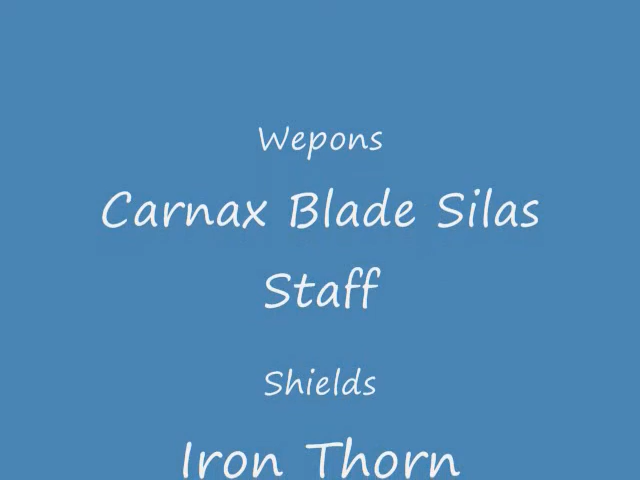 Wepons
Carnax Blade Silas
Staff
Shields
Iron Thorn